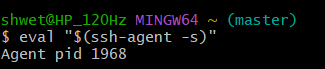 shwet@HP_120Hz MINGW64 ~ (master)
$ eval "$(ssh-agent -s)"
Agent pid 1968